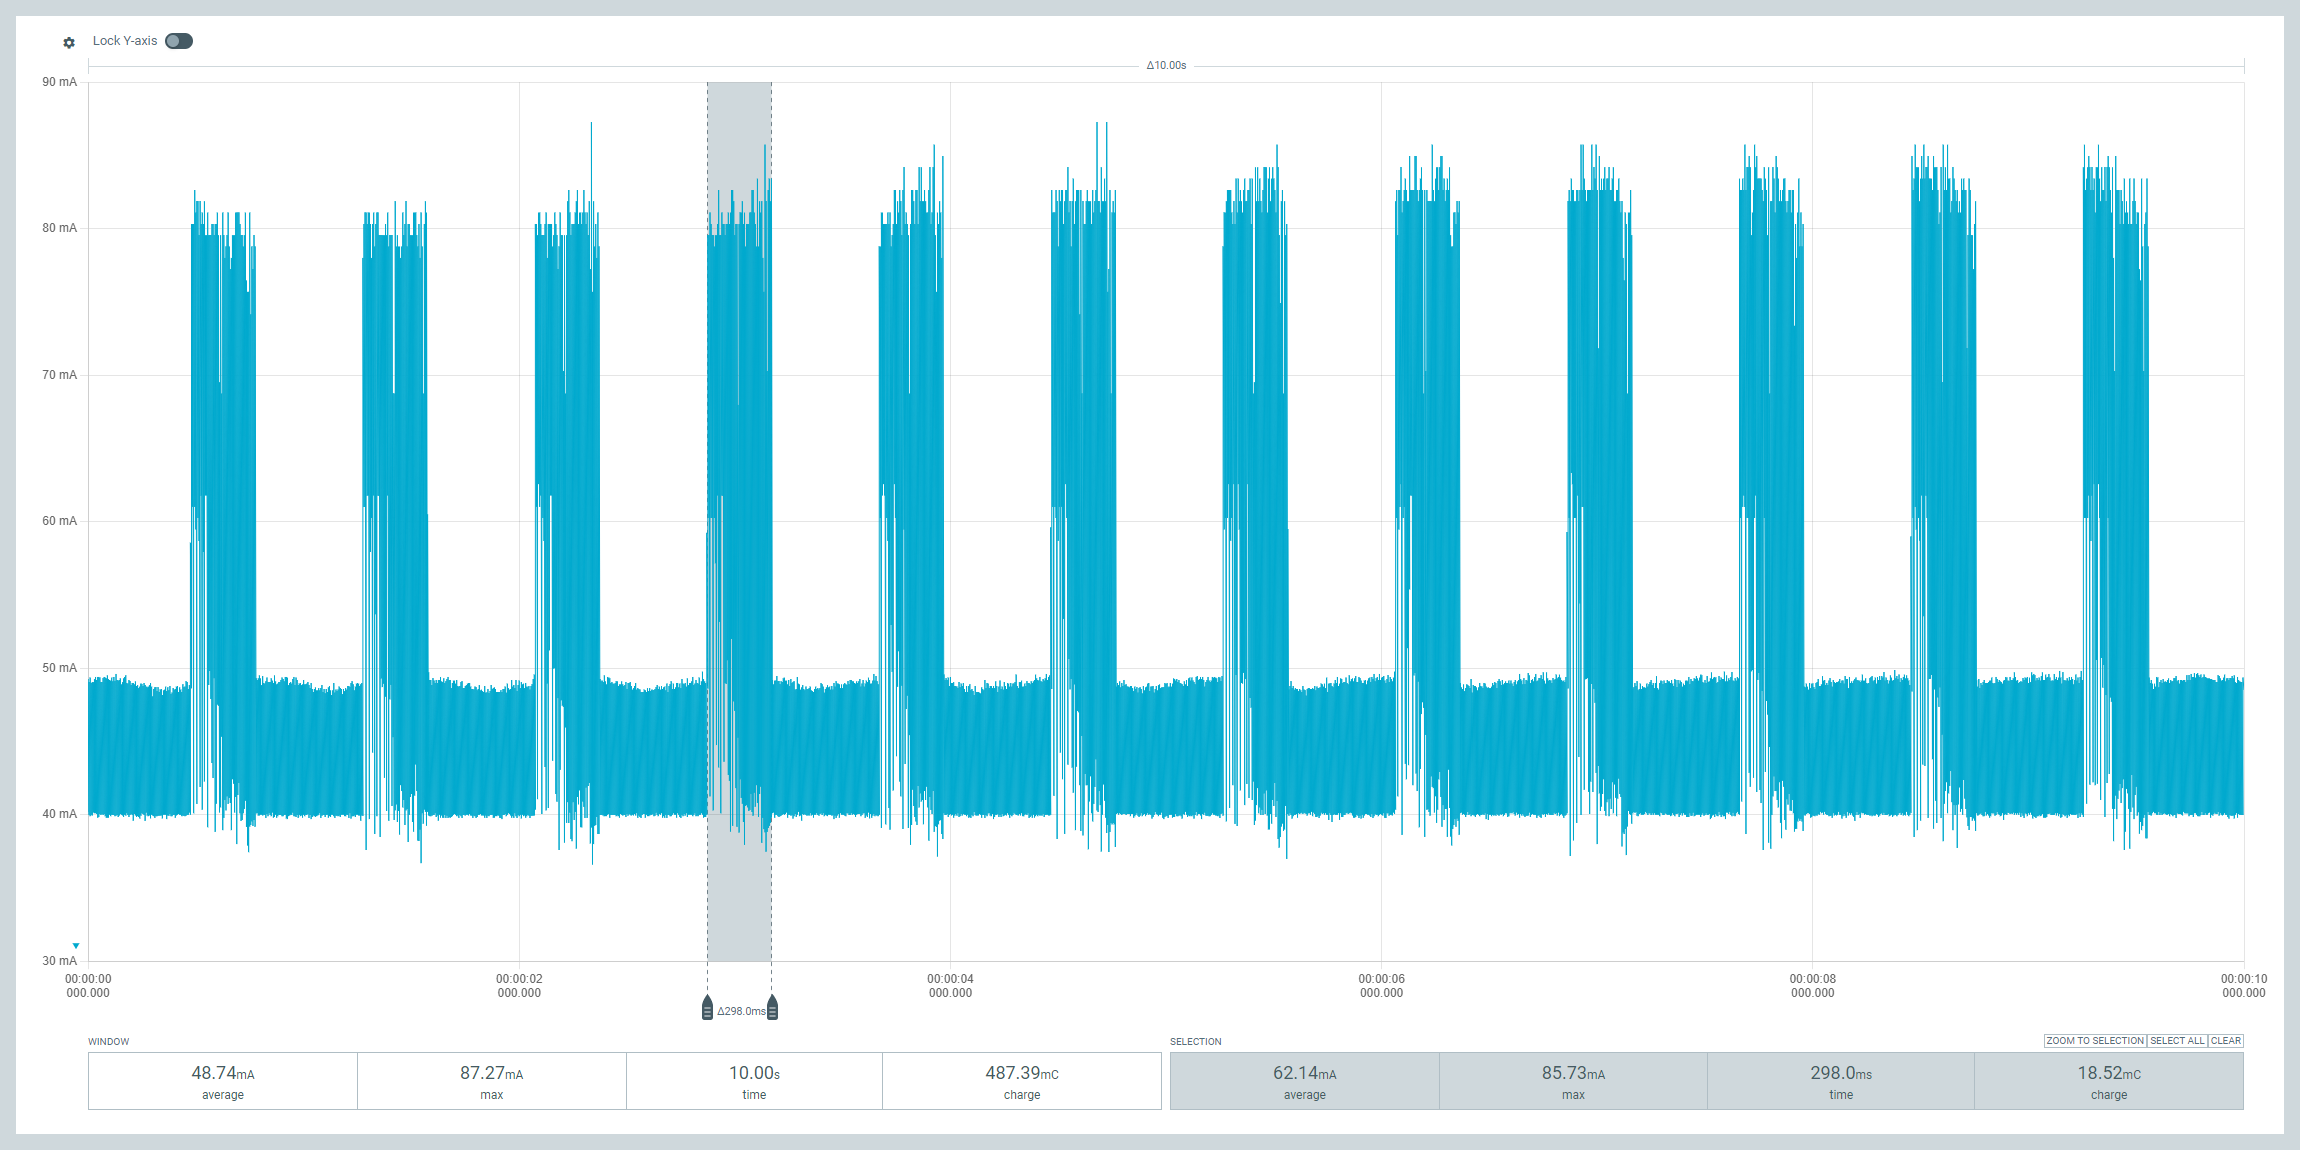 Lock Y-axis
Δ10.00s
90 mA
80 mA
70 mA
60 mA
50 mA
40 mA
30 mA
00:00:00 00:00:02 00:00:04 00:00:06 00:00:08 00:00:10
000.000 000.000 000.000 000.000 000.000 000.000
Δ298.0ms
WINDOW
48.74mA 87.27mA 10.00s 487.39mC
average max time charge
SELECTION
ZOOM TO SELECTION SELECT ALL CLEAR
62.14mA 85.73mA 298.0ms 18.52mC
average max time charge